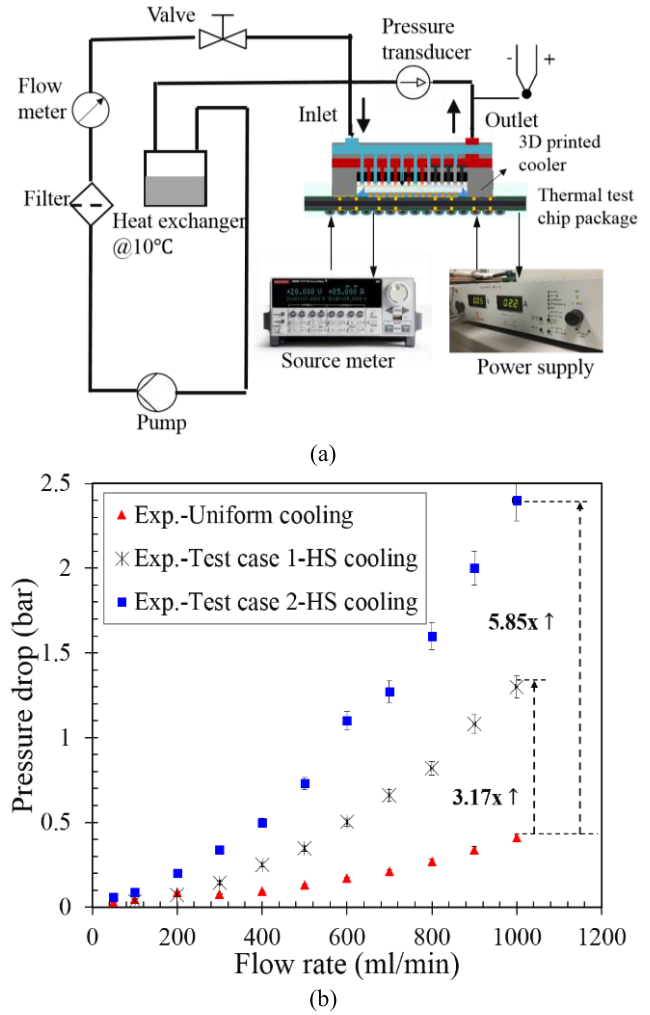 Valve
Pressure
transducer
Flow
meter
Inlet
Outlet
- +
3D printed
cooler
Filter
Heat exchanger
@10℃
Thermal test
chip package
Source meter
Power supply
Pump
(a)
2.5
Exp.-Uniform cooling
Exp.-Test case 1-HS cooling
Exp.-Test case 2-HS cooling
2
1.5
1
0.5
0
5.85x ↑
3.17x ↑
Pressure drop (bar)
0 200 400 600 800 1000 1200
Flow rate (ml/min)
(b)